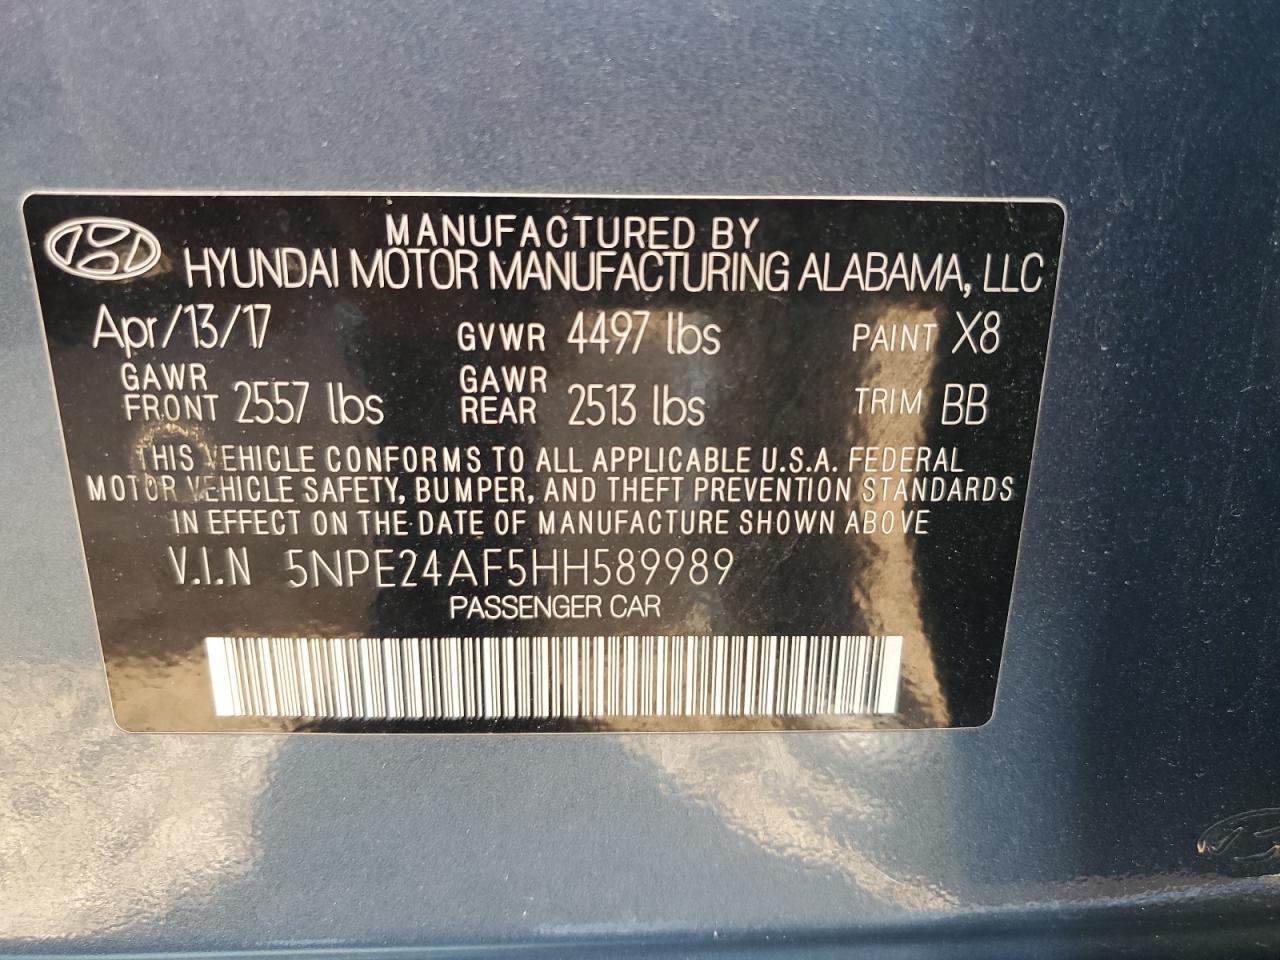 MANUFACTURED BY
HYUNDAI MOTOR MANUFACTURING ALABAMA, LLC
Apr/13/17 GVWR 4497 lbs PAINT X8
GAWR FRONT 2557 lbs GAWR REAR 2513 lbs TRIM BB
THIS VEHICLE CONFORMS TO ALL APPLICABLE U.S.A. FEDERAL
MOTOR VEHICLE SAFETY, BUMPER, AND THEFT PREVENTION STANDARDS
IN EFFECT ON THE DATE OF MANUFACTURE SHOWN ABOVE
V.I.N 5NPE24AF5HH589989
PASSENGER CAR